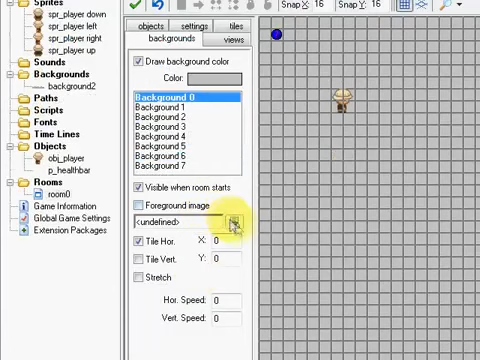 Sprites
spr_player down
spr_player left
spr_player right
spr_player up
Sounds
Backgrounds
background2
Paths
Scripts
Fonts
Time Lines
Objects
obj_player
p_healthbar
Rooms
room0
Game Information
Global Game Settings
Extension Packages
Snap X: 16
Snap Y: 16
objects
settings
tiles
backgrounds
views
Draw background color
Color:
Background 0
Background 1
Background 2
Background 3
Background 4
Background 5
Background 6
Background 7
Visible when room starts
Foreground image
<undefined>
Tile Hor. X: 0
Tile Vert. Y: 0
Stretch
Hor. Speed: 0
Vert. Speed: 0